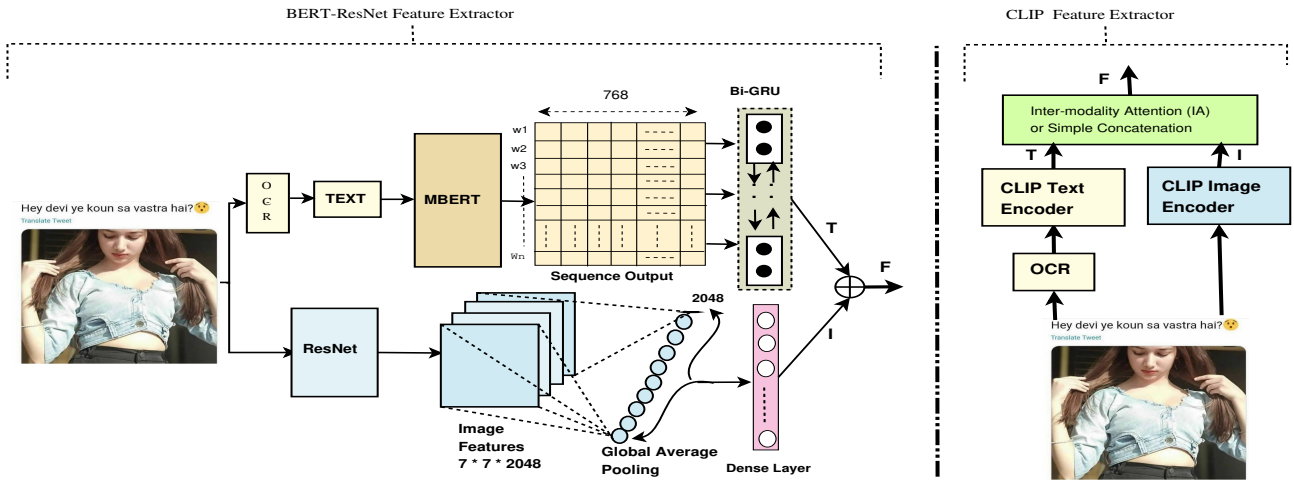 BERT-ResNet Feature Extractor
CLIP Feature Extractor
Hey devi ye koun sa vastra hai?😯
Translate Tweet
O
C
R
TEXT
MBERT
768
w1
w2
w3
Wn
Sequence Output
Bi-GRU
T
F
I
ResNet
Image
Features
7 * 7 * 2048
2048
Global Average
Pooling
Dense Layer
F
Inter-modality Attention (IA)
or Simple Concatenation
T
I
CLIP Text
Encoder
CLIP Image
Encoder
OCR
Hey devi ye koun sa vastra hai?😯
Translate Tweet